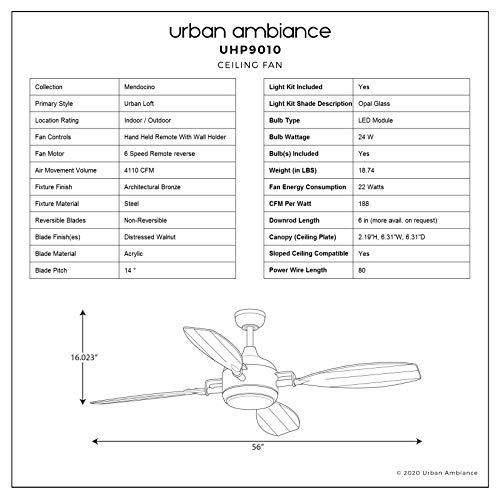 urban ambiance
UHP9010
CEILING FAN
Collection Mendocino
Primary Style Urban Loft
Location Rating Indoor / Outdoor
Fan Controls Hand Held Remote With Wall Holder
Fan Motor 6 Speed Remote reverse
Air Movement Volume 4110 CFM
Fixture Finish Architectural Bronze
Fixture Material Steel
Reversible Blades Non-Reversible
Blade Finish(es) Distressed Walnut
Blade Material Acrylic
Blade Pitch 14 °
Light Kit Included Yes
Light Kit Shade Description Opal Glass
Bulb Type LED Module
Bulb Wattage 24 W
Bulb(s) Included Yes
Weight (in LBS) 18.74
Fan Energy Consumption 22 Watts
CFM Per Watt 188
Downrod Length 6 in (more avail. on request)
Canopy (Ceiling Plate) 2.19"H, 6.31"W, 6.31"D
Sloped Ceiling Compatible Yes
Power Wire Length 80
16.023"
56"
© 2020 Urban Ambiance